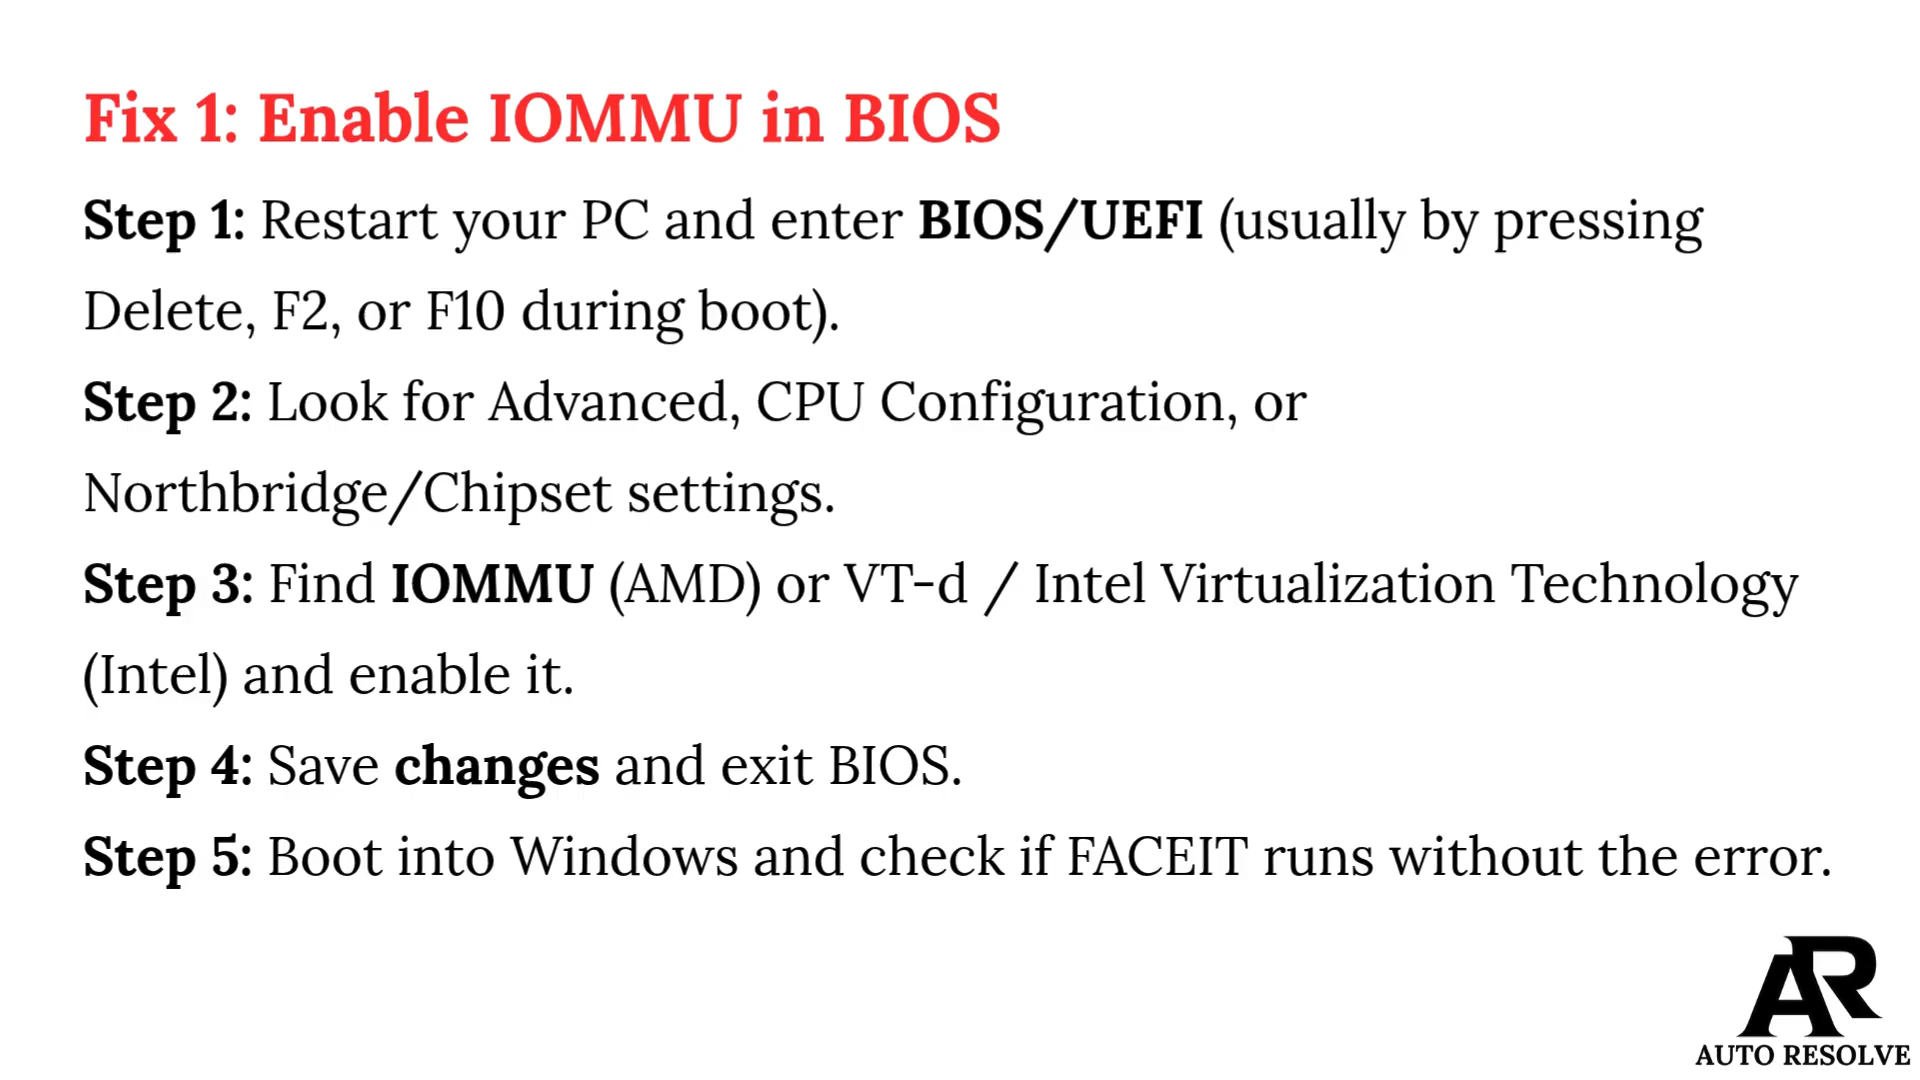 Fix 1: Enable IOMMU in BIOS
Step 1: Restart your PC and enter BIOS/UEFI (usually by pressing
Delete, F2, or F10 during boot).
Step 2: Look for Advanced, CPU Configuration, or
Northbridge/Chipset settings.
Step 3: Find IOMMU (AMD) or VT-d / Intel Virtualization Technology
(Intel) and enable it.
Step 4: Save changes and exit BIOS.
Step 5: Boot into Windows and check if FACEIT runs without the error.
AR
AUTO RESOLVE